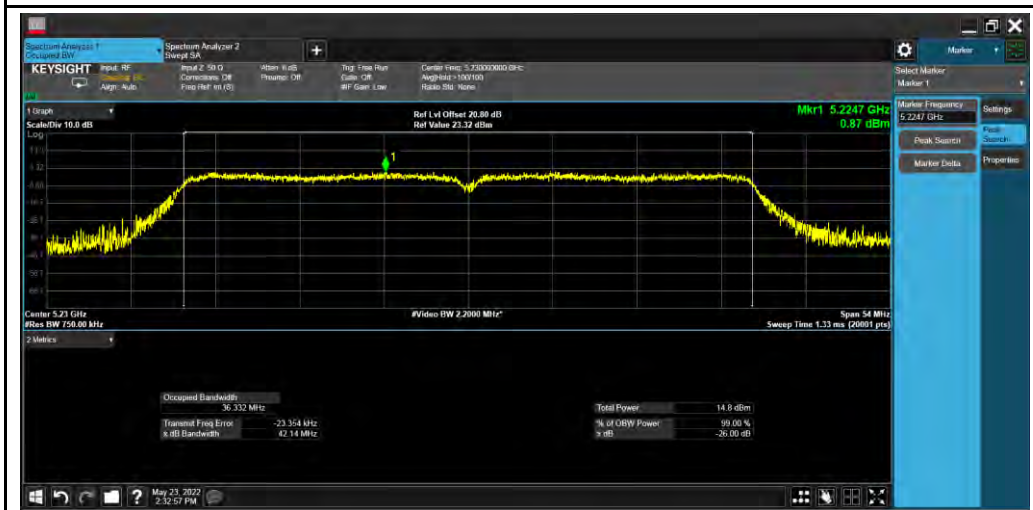 Spectrum Analyzer 1
Occupied BW
Spectrum Analyzer 2
Swept SA
+
Marker
KEYSIGHT
Input: RF
Align: Auto
Input Z: 50 Ω
Corrections: Off
Freq Ref: Int (S)
Atten: 6 dB
Preamp: Off
Trig: Free Run
Gate: Off
#IF Gain: Low
Center Freq: 5.230000000 GHz
Avg|Hold:>100/100
Radio Std: None
Select Marker
Marker 1
1 Graph
Scale/Div 10.0 dB
Ref Lvl Offset 20.80 dB
Ref Value 23.32 dBm
Mkr1 5.2247 GHz
0.87 dBm
Marker Frequency
5.2247 GHz
Settings
Peak Search
Peak
Search
Marker Delta
Properties
Log
1
Center 5.23 GHz
#Res BW 750.00 kHz
#Video BW 2.2000 MHz*
Span 54 MHz
Sweep Time 1.33 ms (20001 pts)
2 Metrics
Occupied Bandwidth
36.332 MHz
Transmit Freq Error
-23.354 kHz
x dB Bandwidth
42.14 MHz
Total Power
14.8 dBm
% of OBW Power
99.00 %
x dB
-26.00 dB
?
May 23, 2022
2:32:57 PM